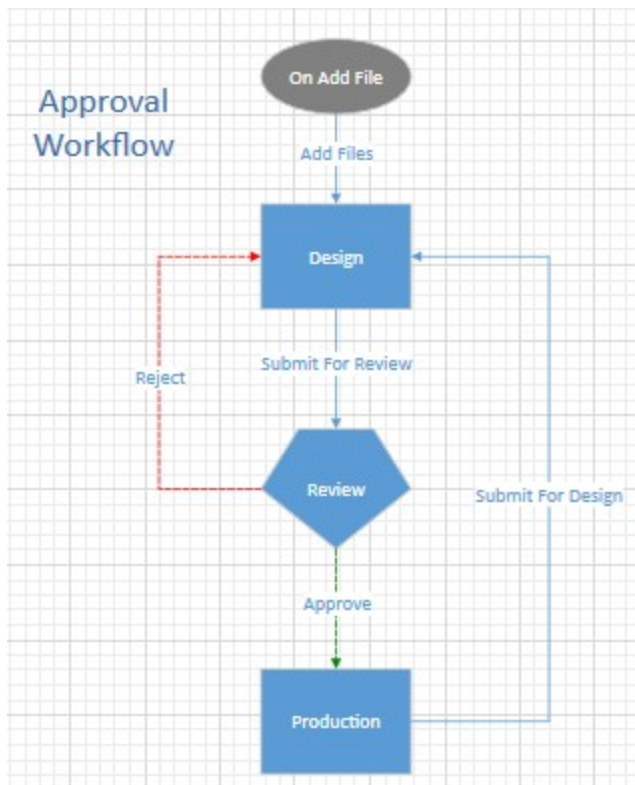 On Add File
Approval
Workflow
Add Files
Design
Submit For Review
Reject
Review
Submit For Design
Approve
Production